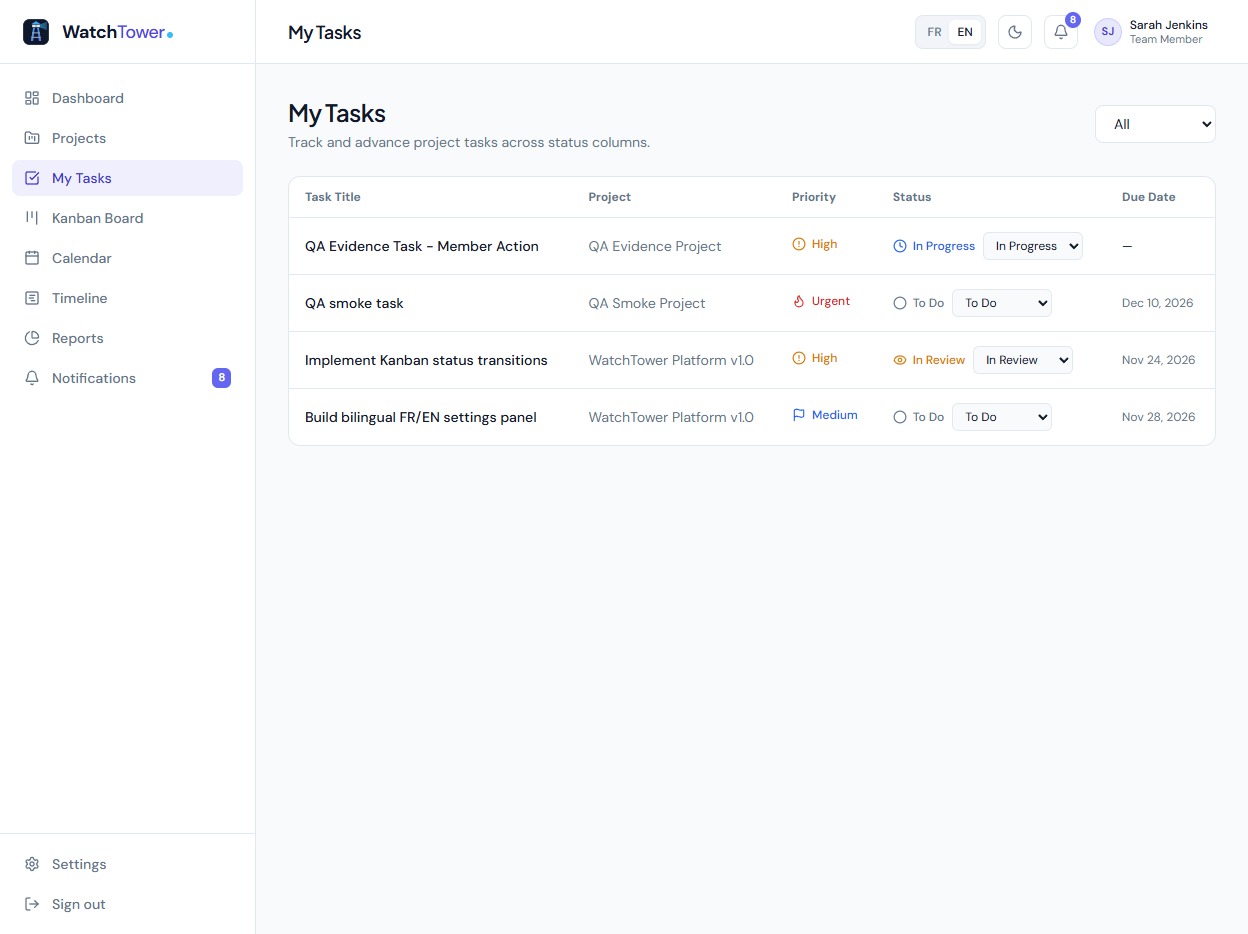 WatchTower
My Tasks
FR EN
8
SJ
Sarah Jenkins
Team Member
Dashboard
Projects
My Tasks
Kanban Board
Calendar
Timeline
Reports
Notifications 8
Settings
Sign out
My Tasks
Track and advance project tasks across status columns.
All
Task Title Project Priority Status Due Date
QA Evidence Task - Member Action QA Evidence Project High In Progress In Progress —
QA smoke task QA Smoke Project Urgent To Do To Do Dec 10, 2026
Implement Kanban status transitions WatchTower Platform v1.0 High In Review In Review Nov 24, 2026
Build bilingual FR/EN settings panel WatchTower Platform v1.0 Medium To Do To Do Nov 28, 2026